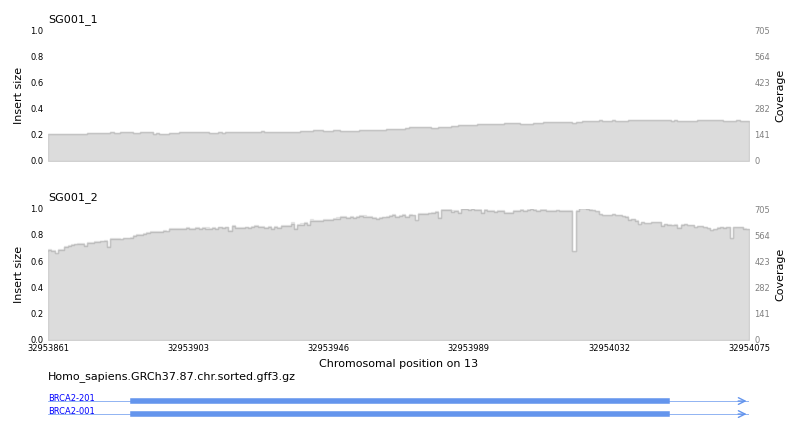 SG001_1
1.0
0.8
0.6
0.4
0.2
0.0
Insert size
705
564
423
282
141
0
Coverage
SG001_2
1.0
0.8
0.6
0.4
0.2
0.0
Insert size
705
564
423
282
141
0
Coverage
32953861 32953903 32953946 32953989 32954032 32954075
Chromosomal position on 13
Homo_sapiens.GRCh37.87.chr.sorted.gff3.gz
BRCA2-201
BRCA2-001